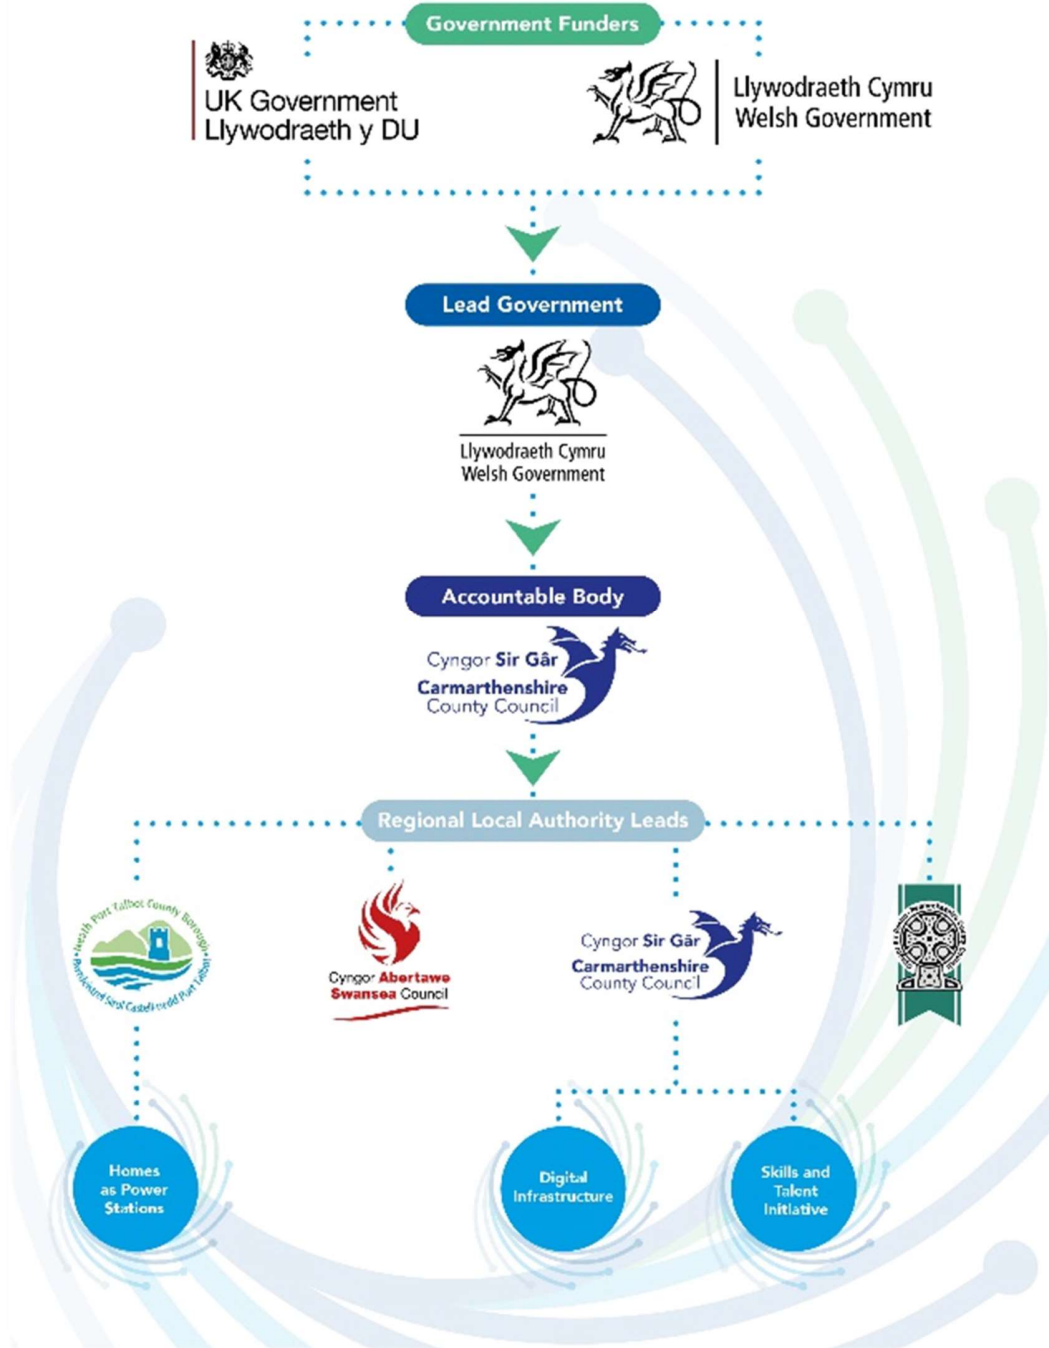 Government Funders
UK Government
Llywodraeth y DU
Llywodraeth Cymru
Welsh Government
Lead Government
Llywodraeth Cymru
Welsh Government
Accountable Body
Cyngor Sir Gâr
Carmarthenshire
County Council
Regional Local Authority Leads
Neath Port Talbot County Borough
Cyngor Abertawe
Swansea Council
Cyngor Sir Gâr
Carmarthenshire
County Council
Homes
as Power
Stations
Digital
Infrastructure
Skills and
Talent
Initiative